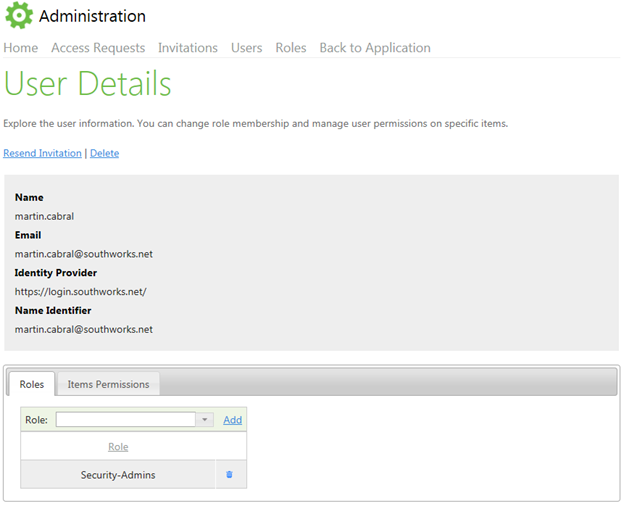 Administration
Home Access Requests Invitations Users Roles Back to Application
User Details
Explore the user information. You can change role membership and manage user permissions on specific items.
Resend Invitation | Delete
Name
martin.cabral
Email
martin.cabral@southworks.net
Identity Provider
https://login.southworks.net/
Name Identifier
martin.cabral@southworks.net
Roles Items Permissions
Role: Add
Role
Security-Admins